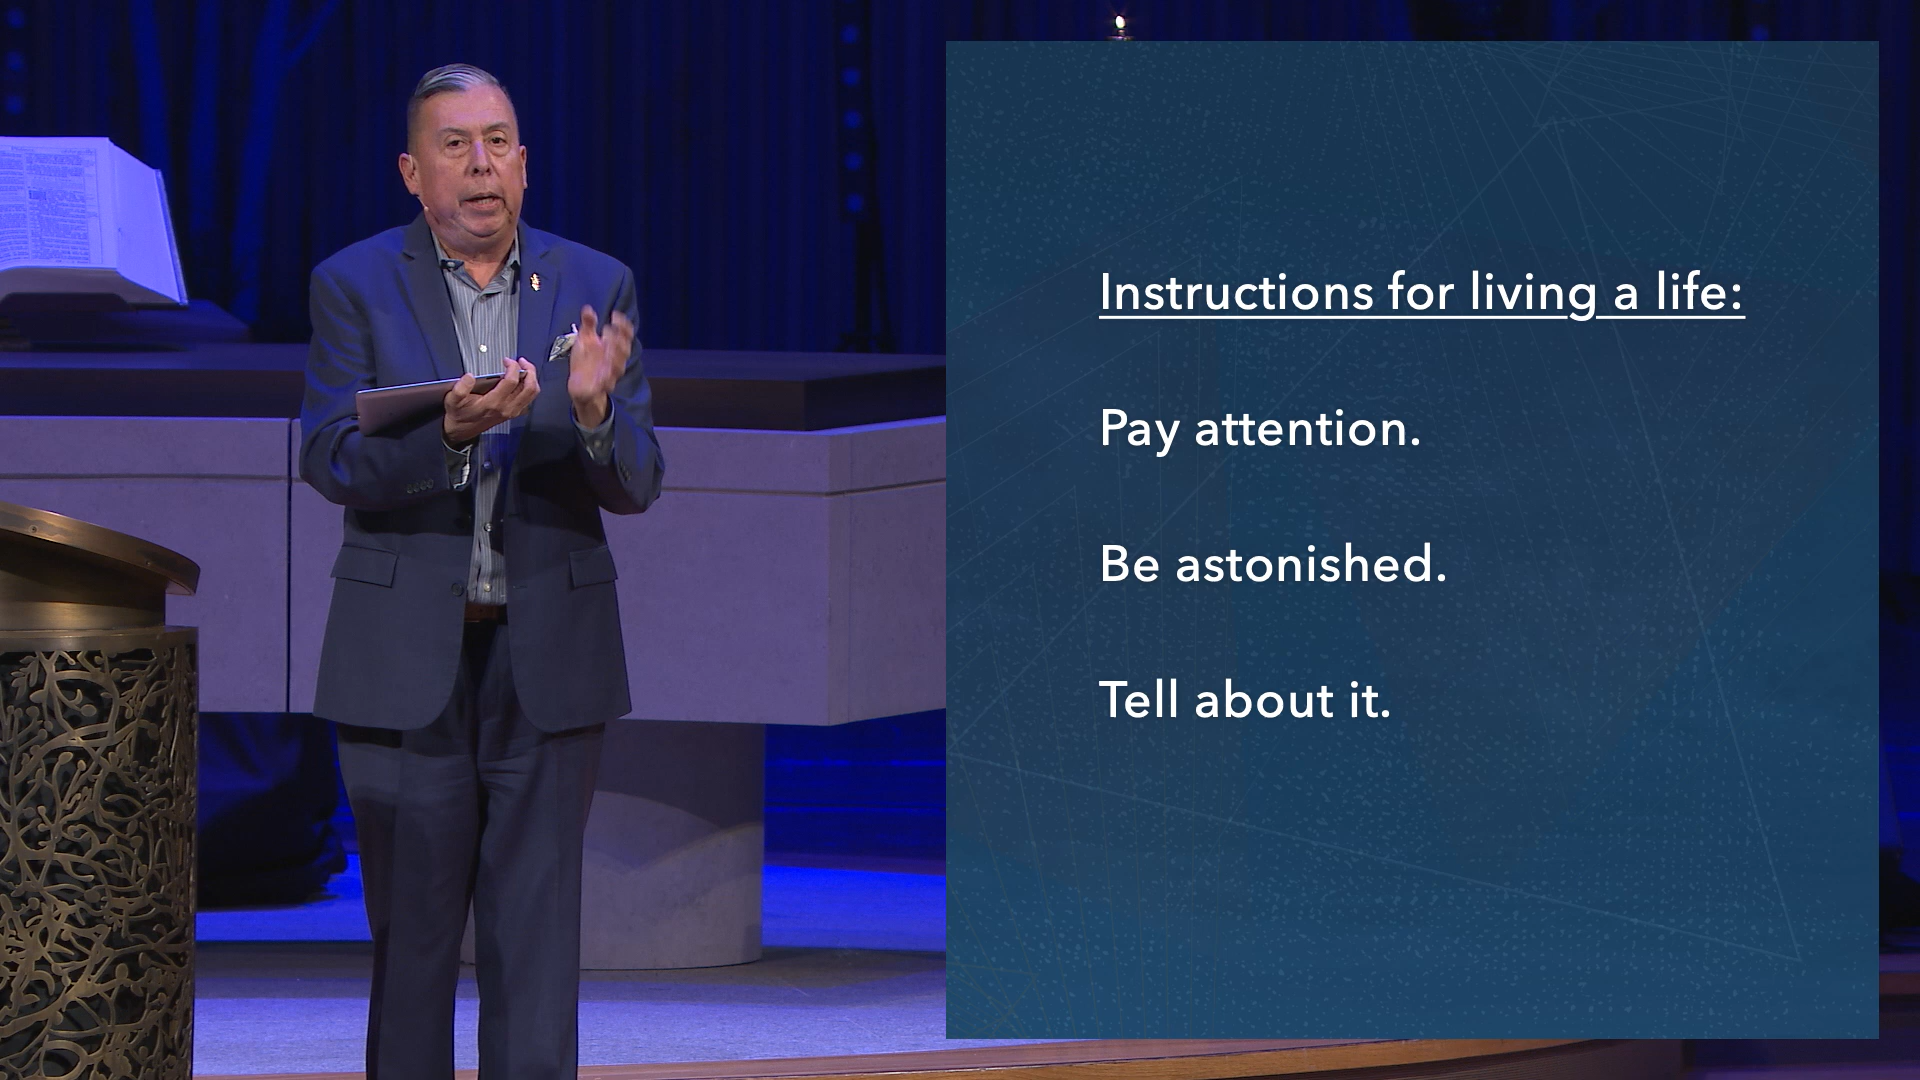 Instructions for living a life:
Pay attention.
Be astonished.
Tell about it.